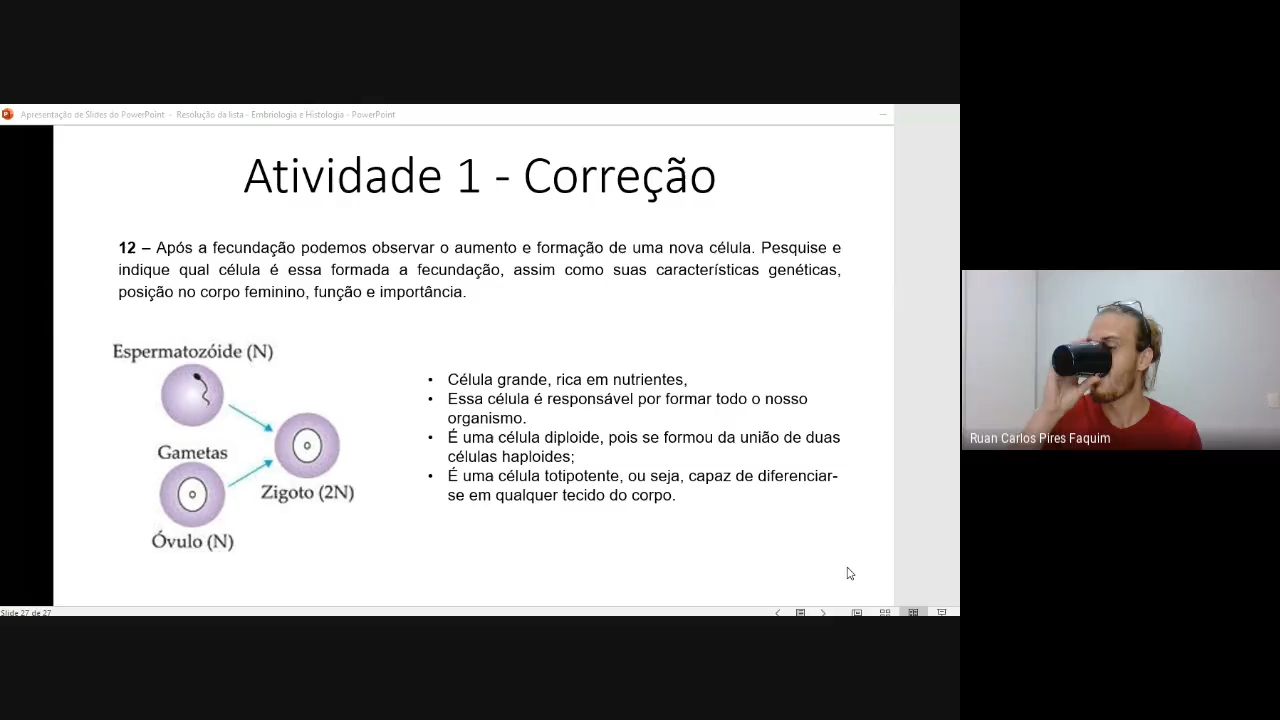 Apresentação de Slides do PowerPoint - Resolução da lista - Embriologia e Histologia - PowerPoint
Atividade 1 - Correção
12 – Após a fecundação podemos observar o aumento e formação de uma nova célula. Pesquise e
indique qual célula é essa formada a fecundação, assim como suas características genéticas,
posição no corpo feminino, função e importância.
Espermatozóide (N)
Gametas
Óvulo (N)
Zigoto (2N)
• Célula grande, rica em nutrientes,
• Essa célula é responsável por formar todo o nosso
organismo.
• É uma célula diploide, pois se formou da união de duas
células haploides;
• É uma célula totipotente, ou seja, capaz de diferenciar-
se em qualquer tecido do corpo.
Slide 27 de 27
Ruan Carlos Pires Faquim